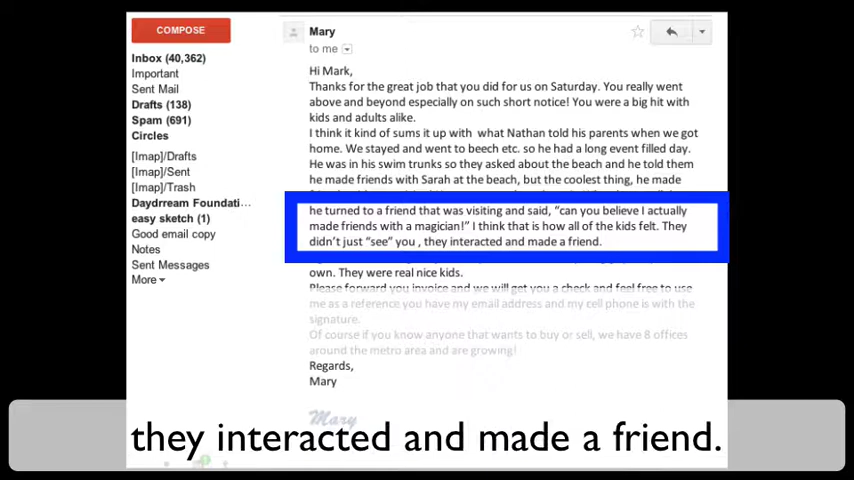 COMPOSE
Inbox (40,362)
Important
Sent Mail
Drafts (138)
Spam (691)
Circles
[Imap]/Drafts
[Imap]/Sent
[Imap]/Trash
Daydrream Foundati...
easy sketch (1)
Good email copy
Notes
Sent Messages
More
Mary
to me
Hi Mark,
Thanks for the great job that you did for us on Saturday. You really went
above and beyond especially on such short notice! You were a big hit with
kids and adults alike.
I think it kind of sums it up with what Nathan told his parents when we got
home. We stayed and went to beech etc. so he had a long event filled day.
He was in his swim trunks so they asked about the beach and he told them
he made friends with Sarah at the beach, but the coolest thing, he made
he turned to a friend that was visiting and said, “can you believe I actually
made friends with a magician!” I think that is how all of the kids felt. They
didn’t just “see” you , they interacted and made a friend.
own. They were real nice kids.
Please forward you invoice and we will get you a check and feel free to use
me as a reference you have my email address and my cell phone is with the
signature.
Of course if you know anyone that wants to buy or sell, we have 8 offices
around the metro area and are growing!
Regards,
Mary
Mary
they interacted and made a friend.